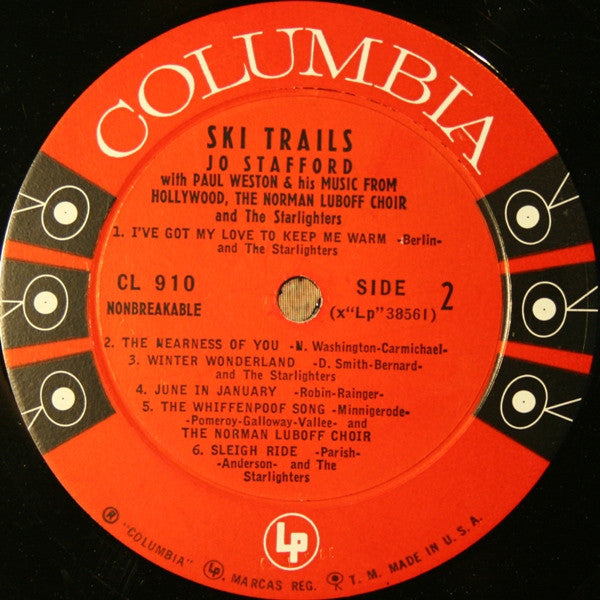 COLUMBIA
SKI TRAILS
JO STAFFORD
with PAUL WESTON & his MUSIC FROM
HOLLYWOOD, THE NORMAN LUBOFF CHOIR
and The Starlighters
1. I'VE GOT MY LOVE TO KEEP ME WARM -Berlin-
and The Starlighters
CL 910
NONBREAKABLE
SIDE 2
(x"Lp"38561)
2. THE NEARNESS OF YOU -N. Washington-Carmichael-
3. WINTER WONDERLAND -D. Smith-Bernard-
and The Starlighters
4. JUNE IN JANUARY -Robin-Rainger-
5. THE WHIFFENPOOF SONG -Minnigerode-
-Pomeroy-Galloway-Vallee- and
THE NORMAN LUBOFF CHOIR
6. SLEIGH RIDE -Parish-
-Anderson- and The
Starlighters
Lp
® "COLUMBIA" Lp, MARCAS REG. T. M. MADE IN U. S. A.